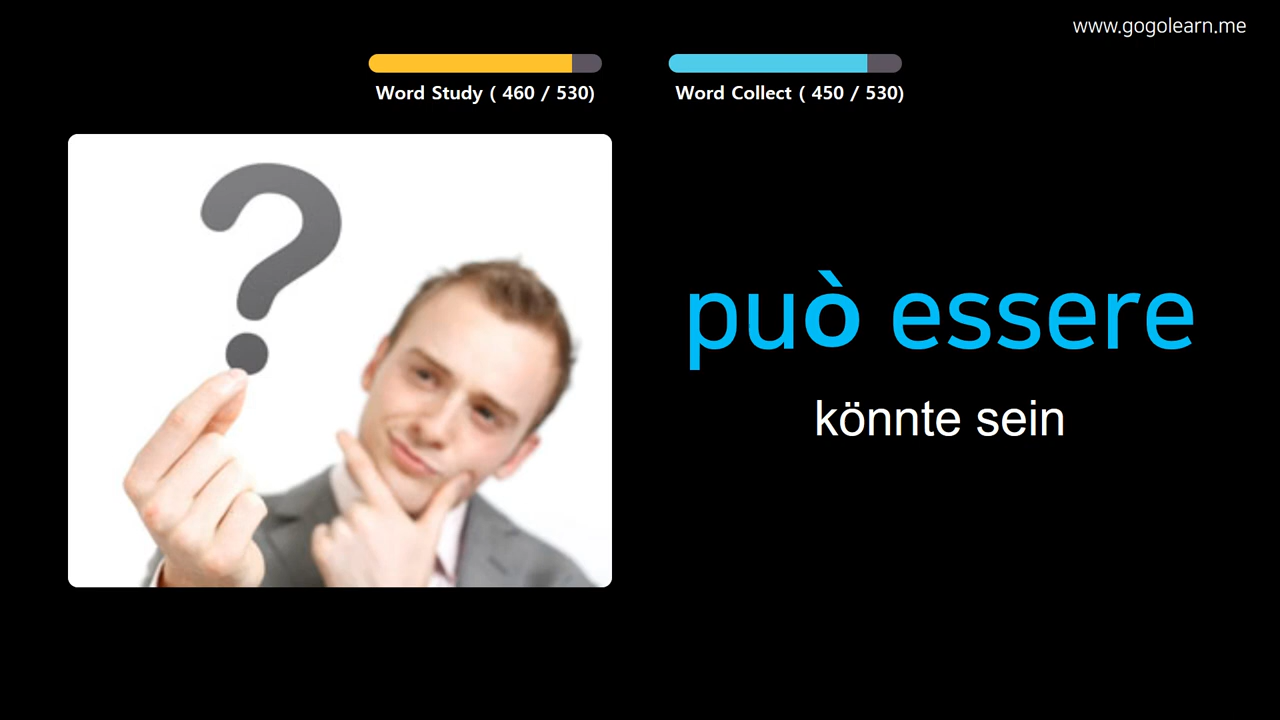 www.gogolearn.me
Word Study ( 460 / 530)
Word Collect ( 450 / 530)
?
può essere
könnte sein